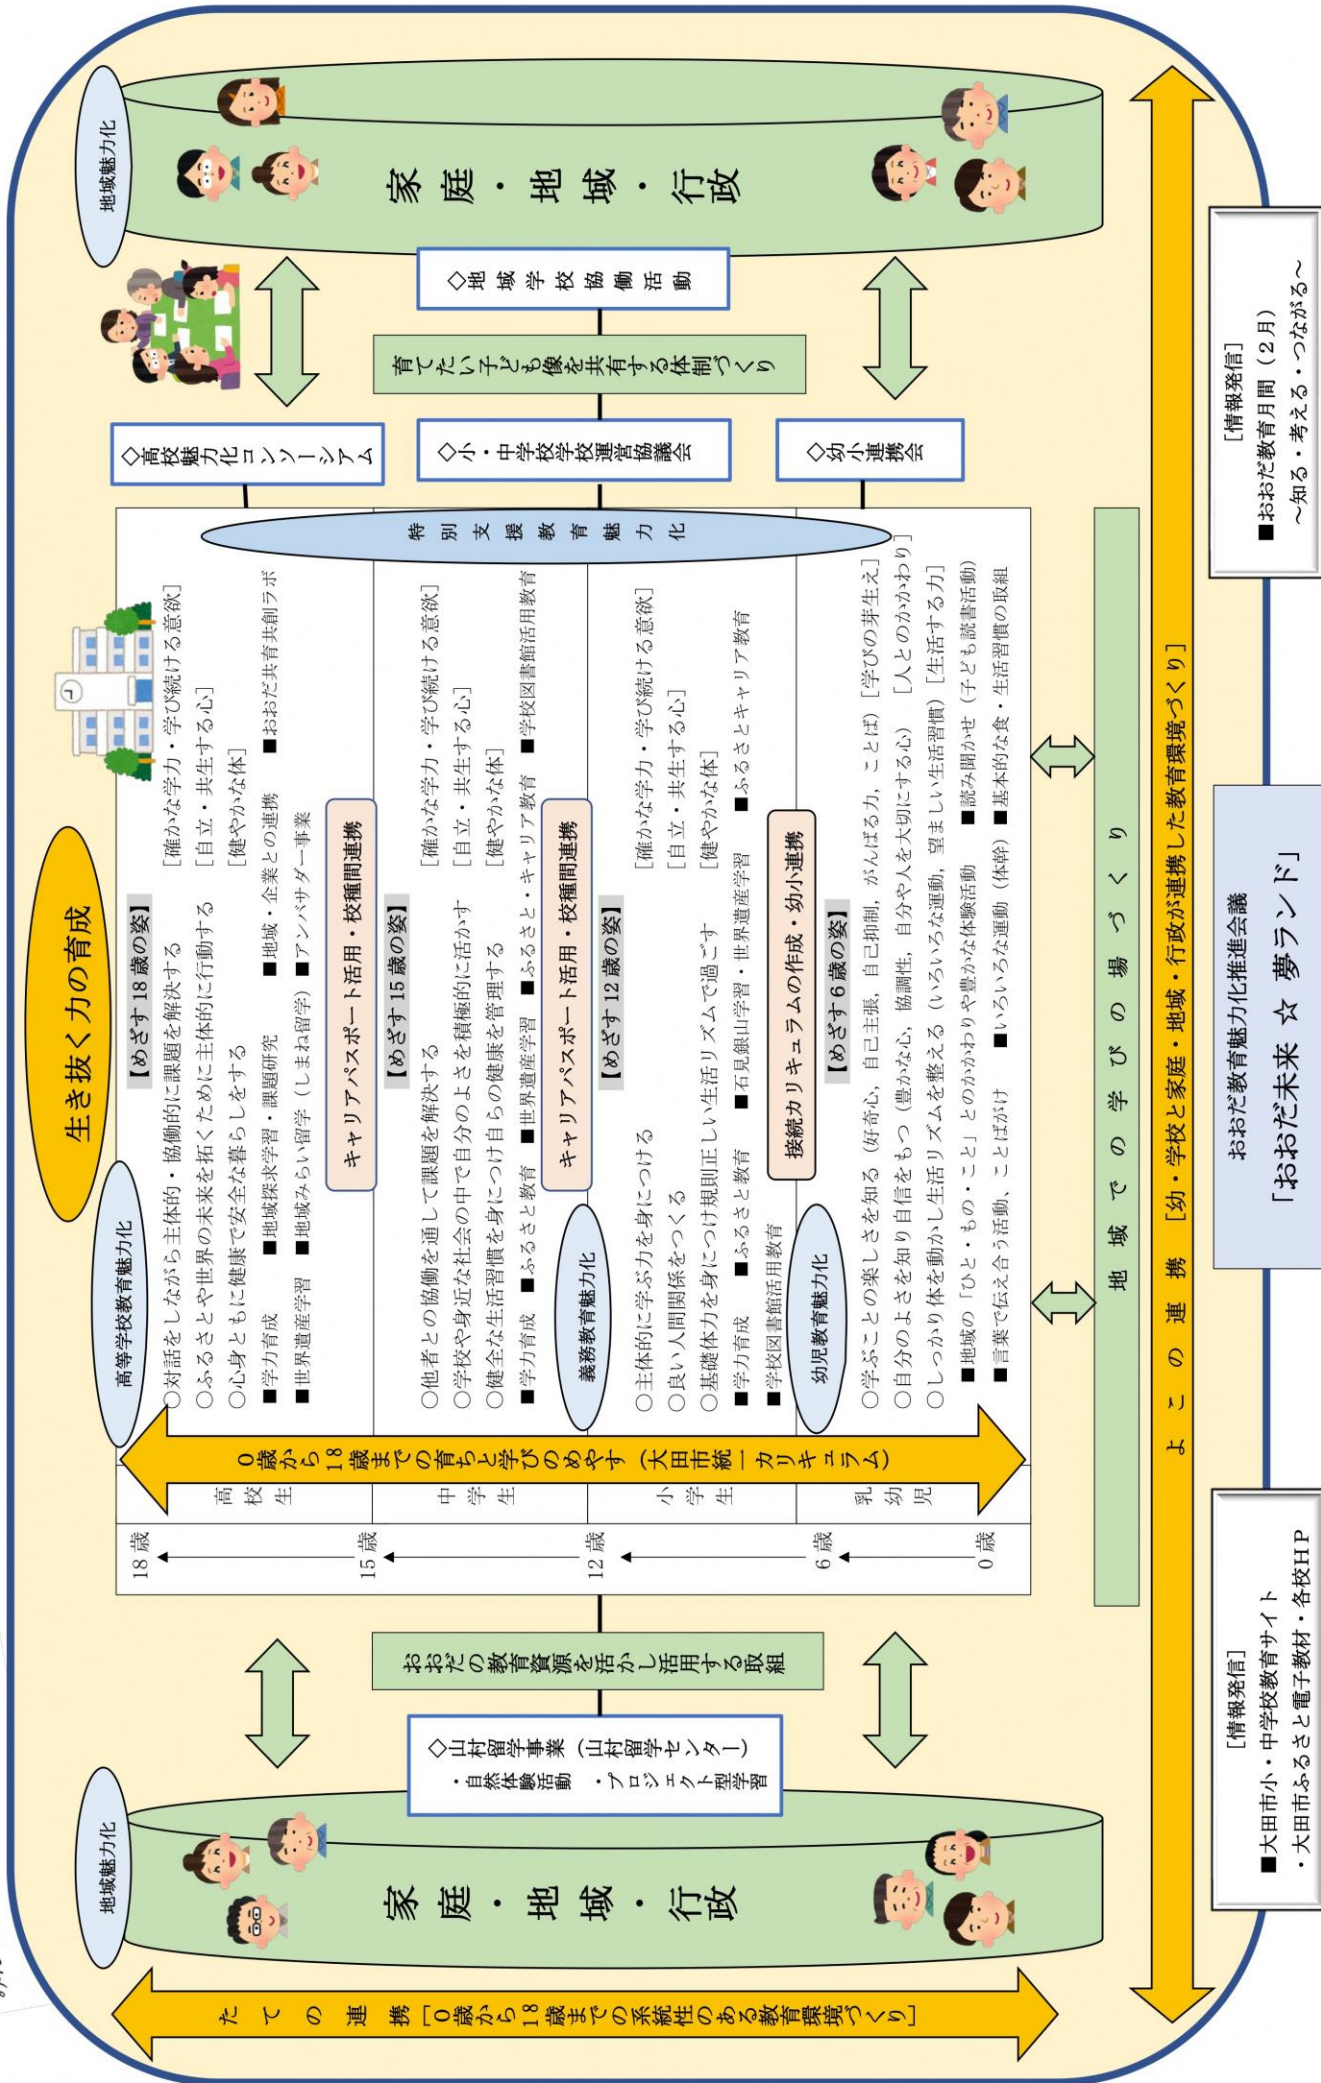 生き抜く力の育成
地域魅力化
家庭・地域・行政
たての連携[0歳から18歳までの系統性のある教育環境づくり]
◇山村留学事業（山村留学センター）
・自然体験活動　・プロジェクト型学習
おおだの教育資源を活かし活用する取組
18歳
15歳
12歳
6歳
0歳
高校生
中学生
小学生
乳幼児
0歳から18歳までの育ちと学びのめやす（大田市統一カリキュラム）
高等学校教育魅力化
【めざす18歳の姿】
○対話をしながら主体的・協働的に課題を解決する　[確かな学力・学び続ける意欲]
○ふるさとや世界の未来を拓くために主体的に行動する　[自立・共生する心]
○心身ともに健康で安全な暮らしをする　[健やかな体]
■学力育成　■地域探求学習・課題研究　■地域・企業との連携　■おおだ共育共創ラボ
■世界遺産学習　■地域みらい留学（しまね留学）■アンバサダー事業
キャリアパスポート活用・校種間連携
【めざす15歳の姿】
○他者との協働を通して課題を解決する　[確かな学力・学び続ける意欲]
○学校や身近な社会の中で自分のよさを積極的に活かす　[自立・共生する心]
○健全な生活習慣を身につけ自らの健康を管理する　[健やかな体]
■学力育成　■ふるさと教育　■世界遺産学習　■ふるさと・キャリア教育　■学校図書館活用教育
キャリアパスポート活用・校種間連携
義務教育魅力化
【めざす12歳の姿】
○主体的に学ぶ力を身につける　[確かな学力・学び続ける意欲]
○良い人間関係をつくる　[自立・共生する心]
○基礎体力を身につけ規則正しい生活リズムで過ごす　[健やかな体]
■学力育成　■ふるさと教育　■石見銀山学習・世界遺産学習　■ふるさとキャリア教育
■学校図書館活用教育
接続カリキュラムの作成・幼小連携
幼児教育魅力化
【めざす6歳の姿】
○学ぶことの楽しさを知る（好奇心，自己主張，自己抑制，がんばる力，ことば）[学びの芽生え]
○自分のよさを知り自信をもつ（豊かな心，協調性，自分や人を大切にする心）[人とのかかわり]
○しっかり体を動かし生活リズムを整える（いろいろな運動，望ましい生活習慣）[生活する力]
■地域の「ひと・もの・こと」とのかかわりや豊かな体験活動　■読み聞かせ（子ども読書活動）
■言葉で伝え合う活動、ことばがけ　■いろいろな運動（体幹）■基本的な食・生活習慣の取組
特別支援教育魅力化
◇高校魅力化コンソーシアム
◇小・中学校学校運営協議会
◇幼小連携会
育てたい子ども像を共有する体制づくり
◇地域学校協働活動
地域魅力化
家庭・地域・行政
地域での学びの場づくり
よこの連携　[幼・学校と家庭・地域・行政が連携した教育環境づくり]
[情報発信]
■大田市小・中学校教育サイト
・大田市ふるさと電子教材・各校HP
おおだ教育魅力化推進会議
「おおだ未来 ☆ 夢ランド」
[情報発信]
■おおだ教育月間（2月）
～知る・考える・つながる～